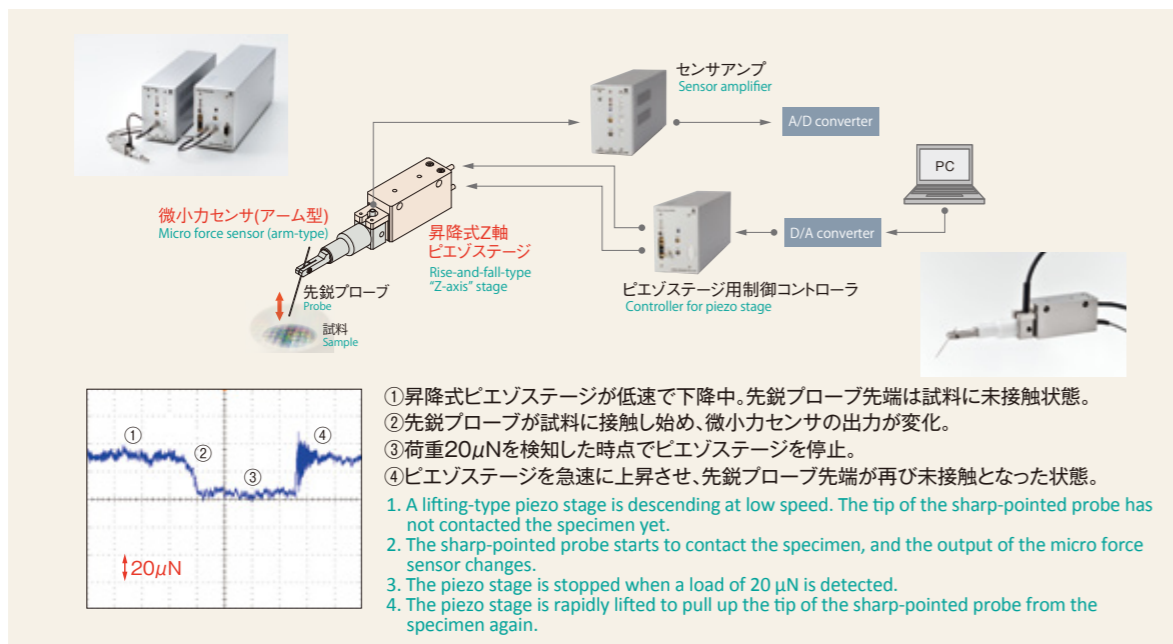 センサアンプ
Sensor amplifier
A/D converter
PC
微小力センサ(アーム型)
Micro force sensor (arm-type)
昇降式Z軸
ピエゾステージ
Rise-and-fall-type
"Z-axis" stage
D/A converter
先鋭プローブ
Probe
ピエゾステージ用制御コントローラ
Controller for piezo stage
試料
Sample
① ② ③ ④
20μN
①昇降式ピエゾステージが低速で下降中。先鋭プローブ先端は試料に未接触状態。
②先鋭プローブが試料に接触し始め、微小力センサの出力が変化。
③荷重20μNを検知した時点でピエゾステージを停止。
④ピエゾステージを急速に上昇させ、先鋭プローブ先端が再び未接触となった状態。
1. A lifting-type piezo stage is descending at low speed. The tip of the sharp-pointed probe has
not contacted the specimen yet.
2. The sharp-pointed probe starts to contact the specimen, and the output of the micro force
sensor changes.
3. The piezo stage is stopped when a load of 20 μN is detected.
4. The piezo stage is rapidly lifted to pull up the tip of the sharp-pointed probe from the
specimen again.